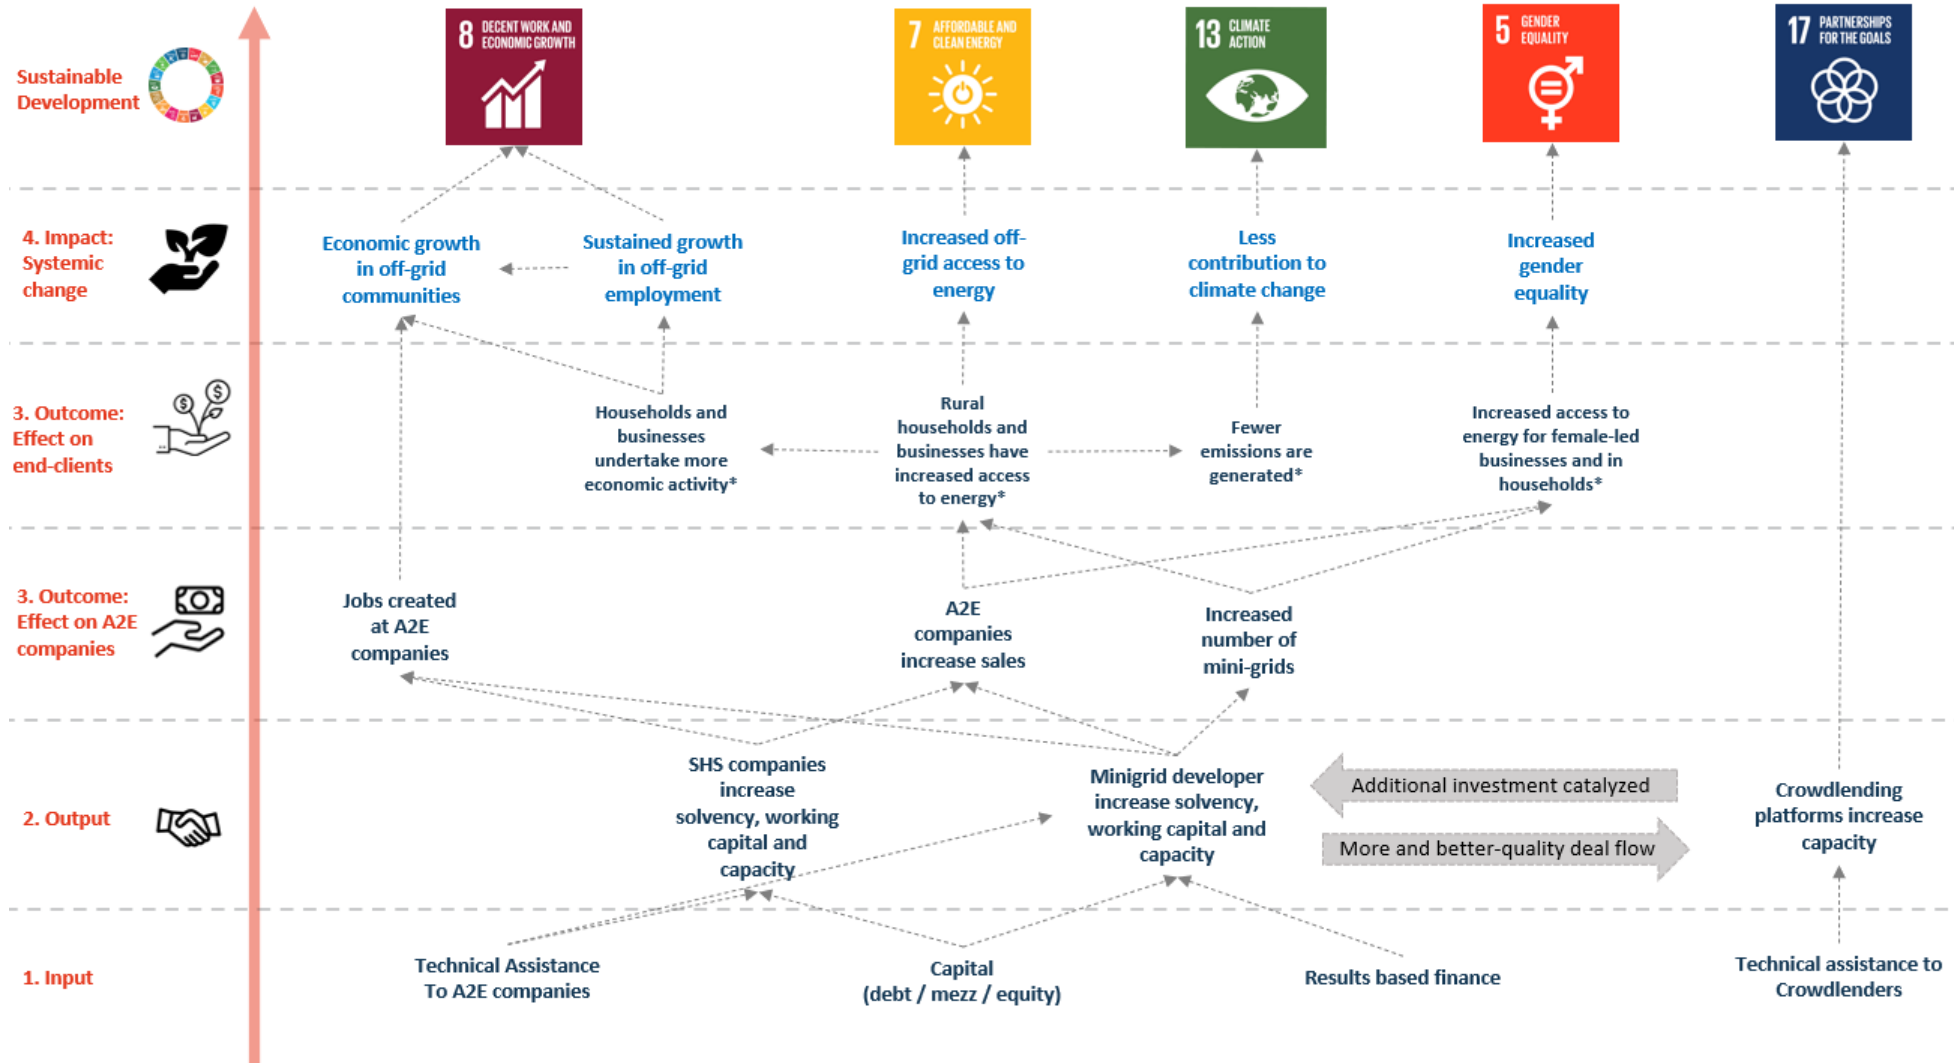 8 DECENT WORK AND
ECONOMIC GROWTH
7 AFFORDABLE AND
CLEAN ENERGY
13 CLIMATE
ACTION
5 GENDER
EQUALITY
17 PARTNERSHIPS
FOR THE GOALS
Sustainable
Development
4. Impact:
Systemic
change
Economic growth
in off-grid
communities
Sustained growth
in off-grid
employment
Increased off-
grid access to
energy
Less
contribution to
climate change
Increased
gender
equality
3. Outcome:
Effect on
end-clients
Households and
businesses
undertake more
economic activity*
Rural
households and
businesses have
increased access
to energy*
Fewer
emissions are
generated*
Increased access to
energy for female-led
businesses and in
households*
3. Outcome:
Effect on A2E
companies
Jobs created
at A2E
companies
A2E
companies
increase sales
Increased
number of
mini-grids
2. Output
SHS companies
increase
solvency, working
capital and
capacity
Minigrid developer
increase solvency,
working capital and
capacity
Additional investment catalyzed
More and better-quality deal flow
Crowdlending
platforms increase
capacity
1. Input
Technical Assistance
To A2E companies
Capital
(debt / mezz / equity)
Results based finance
Technical assistance to
Crowdlenders